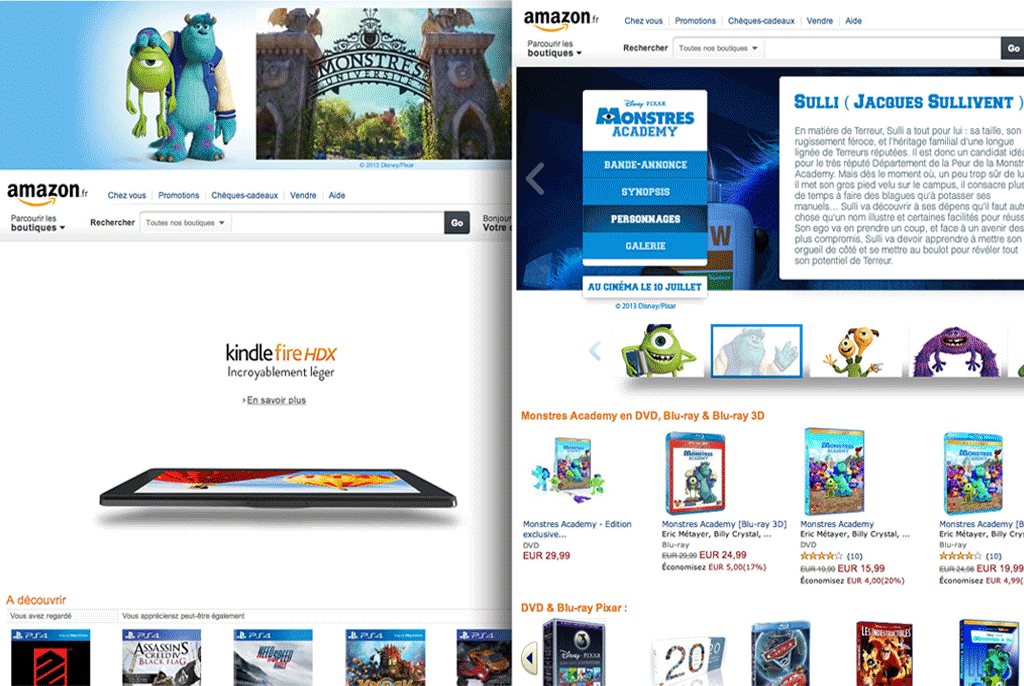 MONSTRES
UNIVERSITY
© 2013 Disney/Pixar
amazon.fr
Chez vous
Promotions
Chèques-cadeaux
Vendre
Aide
Parcourir les
boutiques
Rechercher
Toutes nos boutiques
Go
Bonjour
Votre
kindle fire HDX
Incroyablement léger
› En savoir plus
A découvrir
Vous avez regardé
Vous apprécierez peut-être également
PS4
PS4
ASSASSIN'S
CREED IV
BLACK FLAG
PS4
NEED FOR SPEED
PS4
PS4
amazon.fr
Chez vous
Promotions
Chèques-cadeaux
Vendre
Aide
Parcourir les
boutiques
Rechercher
Toutes nos boutiques
Go
Disney · PIXAR
MONSTRES
ACADEMY
BANDE-ANNONCE
SYNOPSIS
PERSONNAGES
GALERIE
AU CINÉMA LE 10 JUILLET
© 2013 Disney/Pixar
SULLI ( JACQUES SULLIVENT )
En matière de Terreur, Sulli a tout pour lui : sa taille, son
rugissement féroce, et l'héritage familial d'une longue
lignée de Terreurs réputées. Il est donc un candidat idéa
pour le très réputé Département de la Peur de la Monstr
Academy. Mais dès le moment où, un peu trop sûr de lu
il met son gros pied velu sur le campus, il consacre plus
de temps à faire des blagues qu'à potasser ses
manuels... Sulli va découvrir à ses dépens qu'il faut autr
chose qu'un nom illustre et certaines facilités pour réuss
Son ego va en prendre un coup, et face à un avenir des
plus compromis, Sulli va devoir apprendre à mettre son
orgueil de côté et se mettre au boulot pour révéler tout
son potentiel de Terreur.
Monstres Academy en DVD, Blu-ray & Blu-ray 3D
MONSTRES
ACADEMY
MONSTRES
ACADEMY
MONSTRES
ACADEMY
MONSTRES
ACADEMY
Monstres Academy - Edition
exclusive...
DVD
EUR 29,99
Monstres Academy [Blu-ray 3D]
Eric Métayer, Billy Crystal, ...
Blu-ray
EUR 29,99 EUR 24,99
Économisez EUR 5,00(17%)
Monstres Academy
Eric Métayer, Billy Crystal, ...
DVD
(10)
EUR 19,99 EUR 15,99
Économisez EUR 4,00(20%)
Monstres Academy [B
Eric Métayer, Billy Crys
Blu-ray
(10)
EUR 24,98 EUR 19,99
Économisez EUR 4,99(
DVD & Blu-ray Pixar :
Disney · PIXAR
20
LES INDESTRUCTIBLES